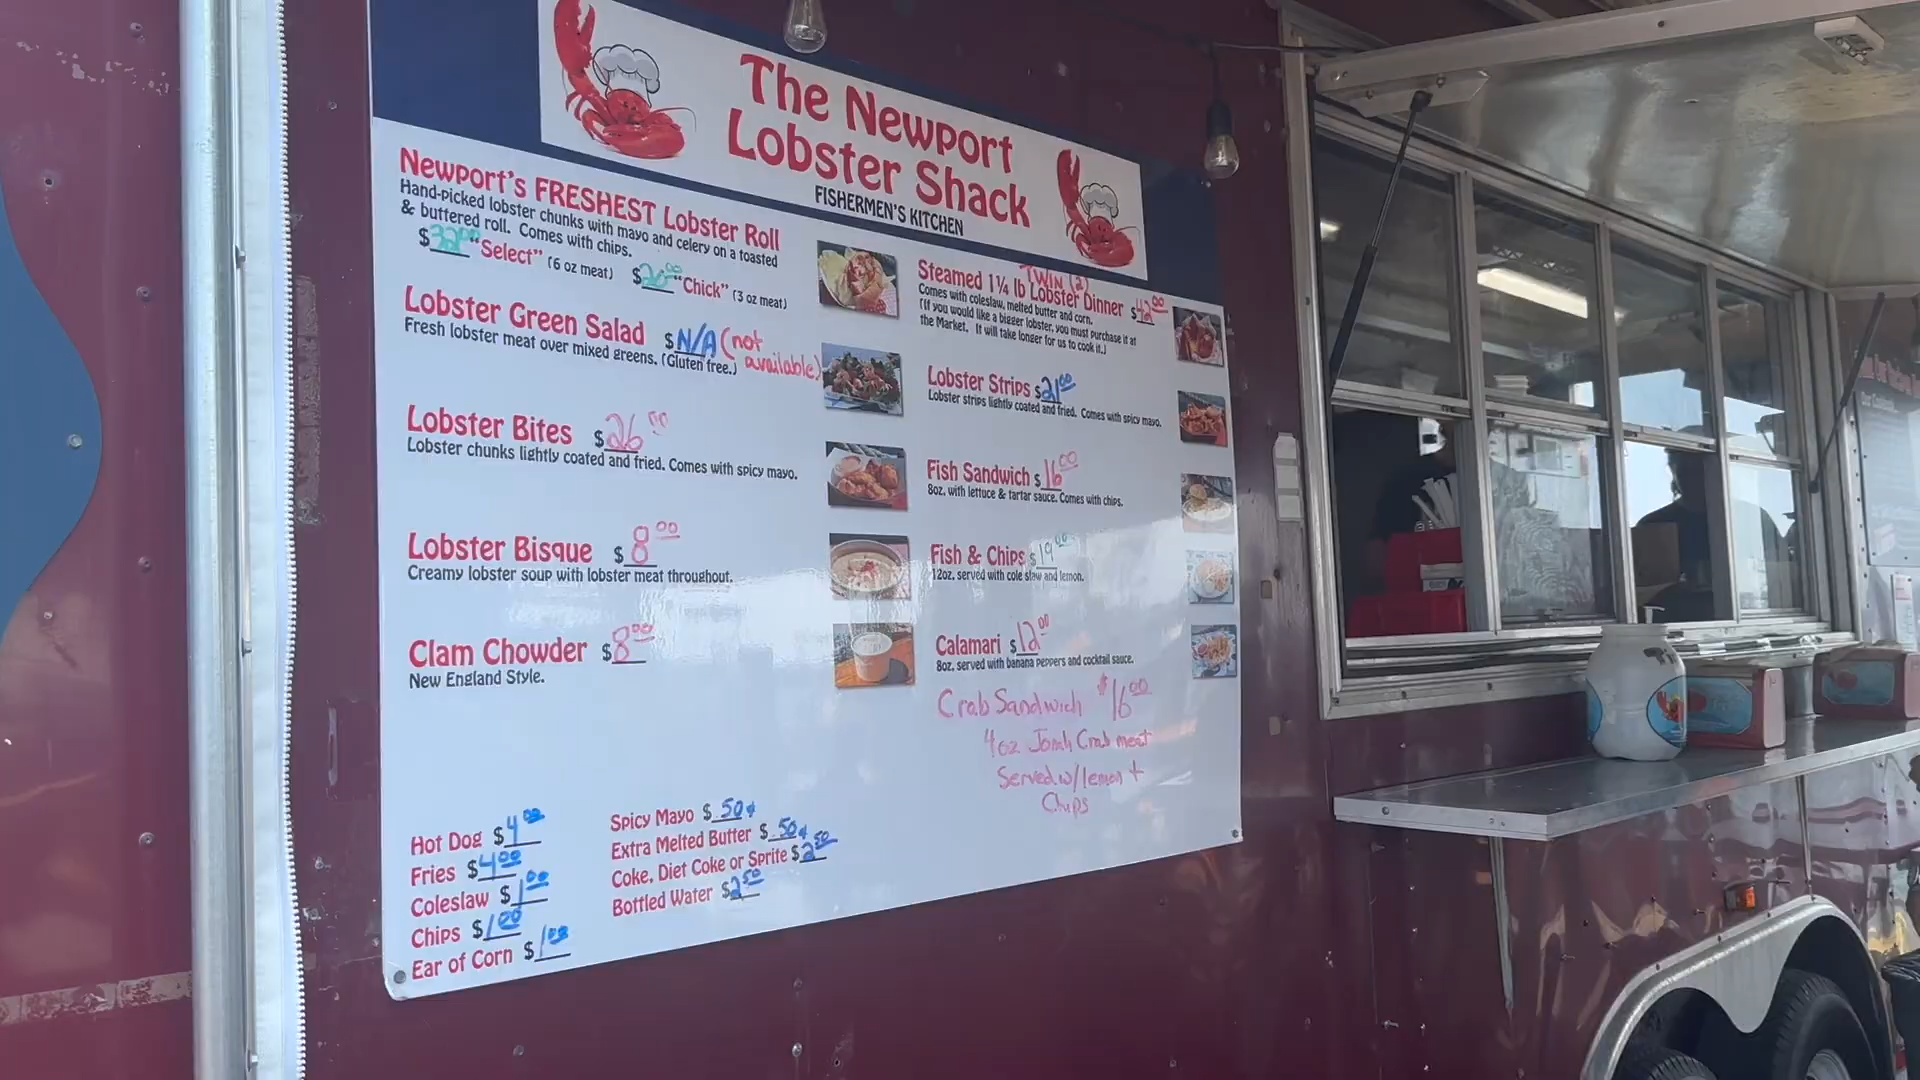 The Newport
Lobster Shack
FISHERMEN'S KITCHEN
Newport's FRESHEST Lobster Roll
Hand-picked lobster chunks with mayo and celery on a toasted
& buttered roll. Comes with chips.
$32.00 "Select" (6 oz meat) $20.00 "Chick" (3 oz meat)
Lobster Green Salad $N/A (not available)
Fresh lobster meat over mixed greens. (Gluten free.)
Lobster Bites $26.00
Lobster chunks lightly coated and fried. Comes with spicy mayo.
Lobster Bisque $8.00
Creamy lobster soup with lobster meat throughout.
Clam Chowder $8.00
New England Style.
Hot Dog $4.00
Fries $4.00
Coleslaw $1.00
Chips $1.00
Ear of Corn $1.00
Spicy Mayo $.50¢
Extra Melted Butter $.50¢
Coke, Diet Coke or Sprite $2.50
Bottled Water $2.50
TWIN (2)
Steamed 1¼ lb Lobster Dinner $42.00
Comes with coleslaw, melted butter and corn.
(If you would like a bigger lobster, you must purchase it at
the Market. It will take longer for us to cook it.)
Lobster Strips $21.00
Lobster strips lightly coated and fried. Comes with spicy mayo.
Fish Sandwich $16.00
8oz. with lettuce & tartar sauce. Comes with chips.
Fish & Chips $19.00
12oz. served with cole slaw and lemon.
Calamari $12.00
8oz. served with banana peppers and cocktail sauce.
Crab Sandwich $16.00
4oz Jonah Crab meat
Served w/ lemon +
Chips